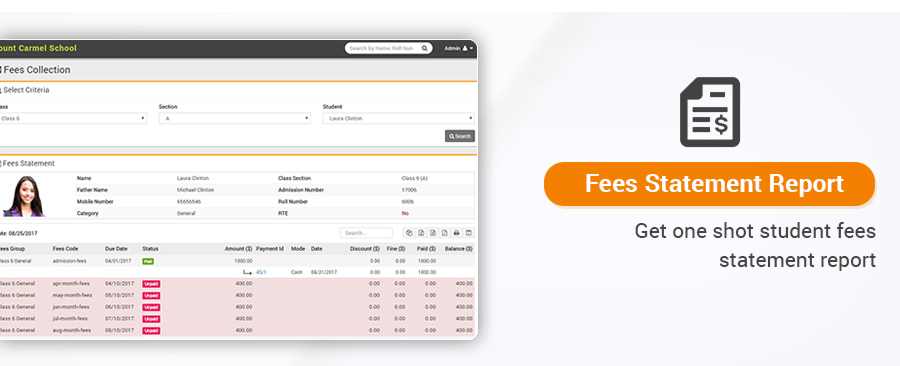 ount Carmel School
Search By Name, Roll Num
Admin
Fees Collection
Select Criteria
lass Section Student
Class 6 A Laura Clinton
Search
Fees Statement
Name Laura Clinton Class Section Class 6 (A)
Father Name Michael Clinton Admission Number 17006
Mobile Number 65656546 Roll Number 6006
Category General RTE No
ate: 08/25/2017 Search...
ees Group Fees Code Due Date Status Amount ($) Payment Id Mode Date Discount ($) Fine ($) Paid ($) Balance ($)
lass 6 General admission-fees 04/01/2017 Paid 1000.00 0.00 0.00 1000.00
45/1 Cash 08/21/2017 0.00 0.00 1000.00
lass 6 General apr-month-fees 04/10/2017 Unpaid 400.00 0.00 0.00 0.00 400.00
lass 6 General may-month-fees 05/10/2017 Unpaid 400.00 0.00 0.00 0.00 400.00
lass 6 General jun-month-fees 06/10/2017 Unpaid 400.00 0.00 0.00 0.00 400.00
lass 6 General jul-month-fees 07/10/2017 Unpaid 400.00 0.00 0.00 0.00 400.00
lass 6 General aug-month-fees 08/10/2017 Unpaid 400.00 0.00 0.00 0.00 400.00
$
Fees Statement Report
Get one shot student fees
statement report